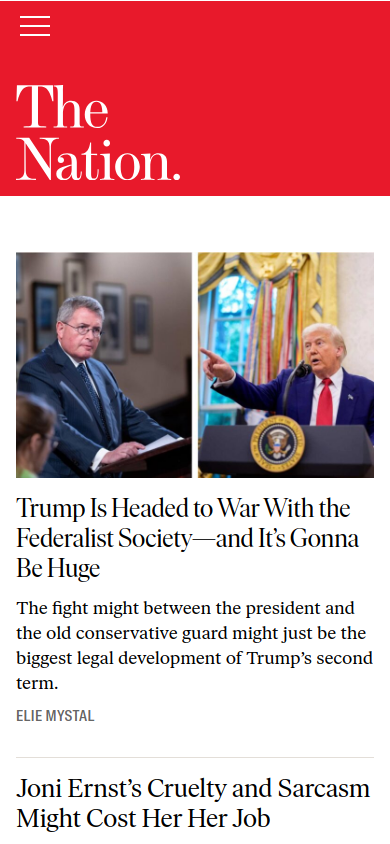 The
Nation.
Trump Is Headed to War With the
Federalist Society—and It’s Gonna
Be Huge
The fight might between the president and
the old conservative guard might just be the
biggest legal development of Trump’s second
term.
ELIE MYSTAL
Joni Ernst’s Cruelty and Sarcasm
Might Cost Her Her Job